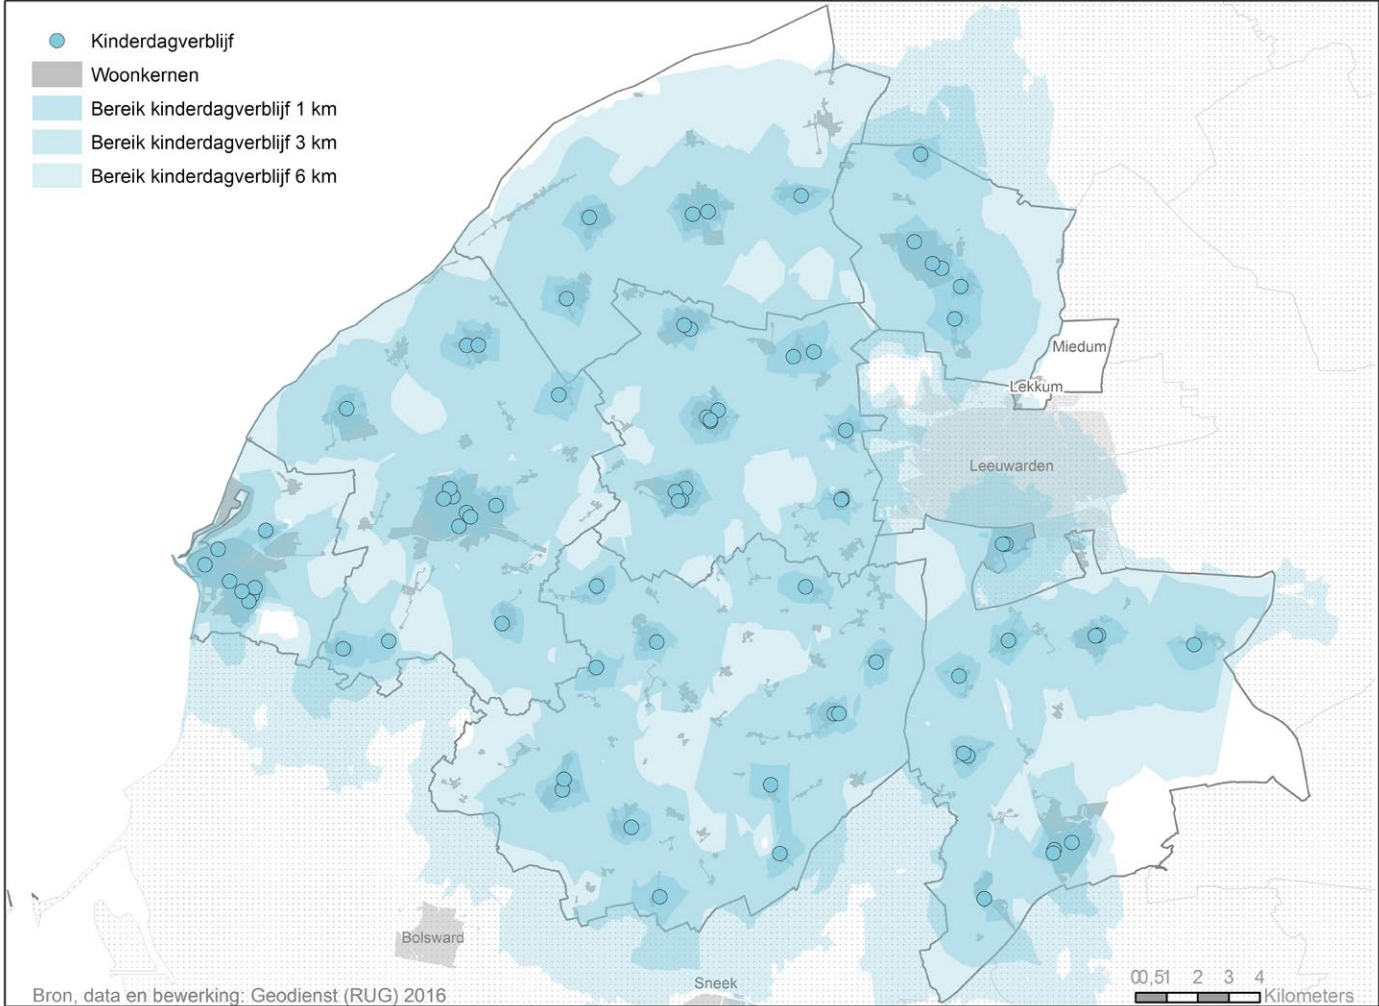 Kinderdagverblijf
Woonkernen
Bereik kinderdagverblijf 1 km
Bereik kinderdagverblijf 3 km
Bereik kinderdagverblijf 6 km
Miedum
Lekkum
Leeuwarden
Bolsward
Sneek
00,51 2 3 4
Kilometers
Bron, data en bewerking: Geodienst (RUG) 2016